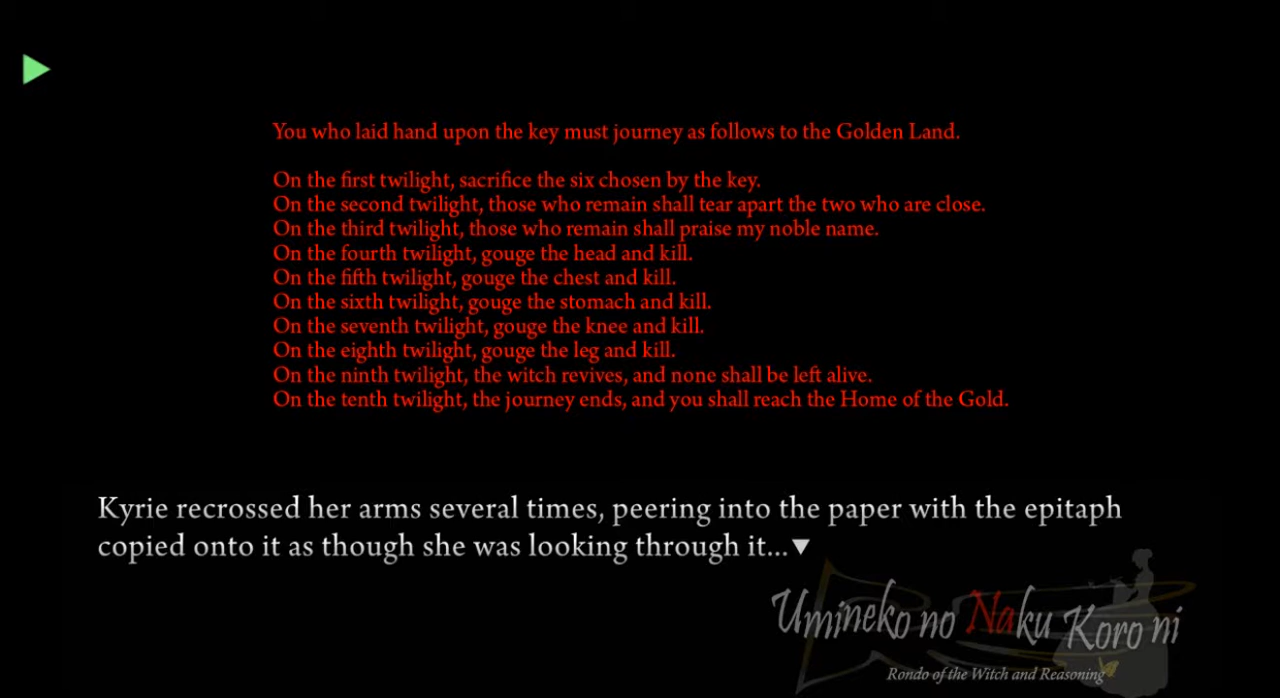 You who laid hand upon the key must journey as follows to the Golden Land.
On the first twilight, sacrifice the six chosen by the key.
On the second twilight, those who remain shall tear apart the two who are close.
On the third twilight, those who remain shall praise my noble name.
On the fourth twilight, gouge the head and kill.
On the fifth twilight, gouge the chest and kill.
On the sixth twilight, gouge the stomach and kill.
On the seventh twilight, gouge the knee and kill.
On the eighth twilight, gouge the leg and kill.
On the ninth twilight, the witch revives, and none shall be left alive.
On the tenth twilight, the journey ends, and you shall reach the Home of the Gold.
Kyrie recrossed her arms several times, peering into the paper with the epitaph
copied onto it as though she was looking through it...
Umineko no Naku Koro ni
Rondo of the Witch and Reasoning